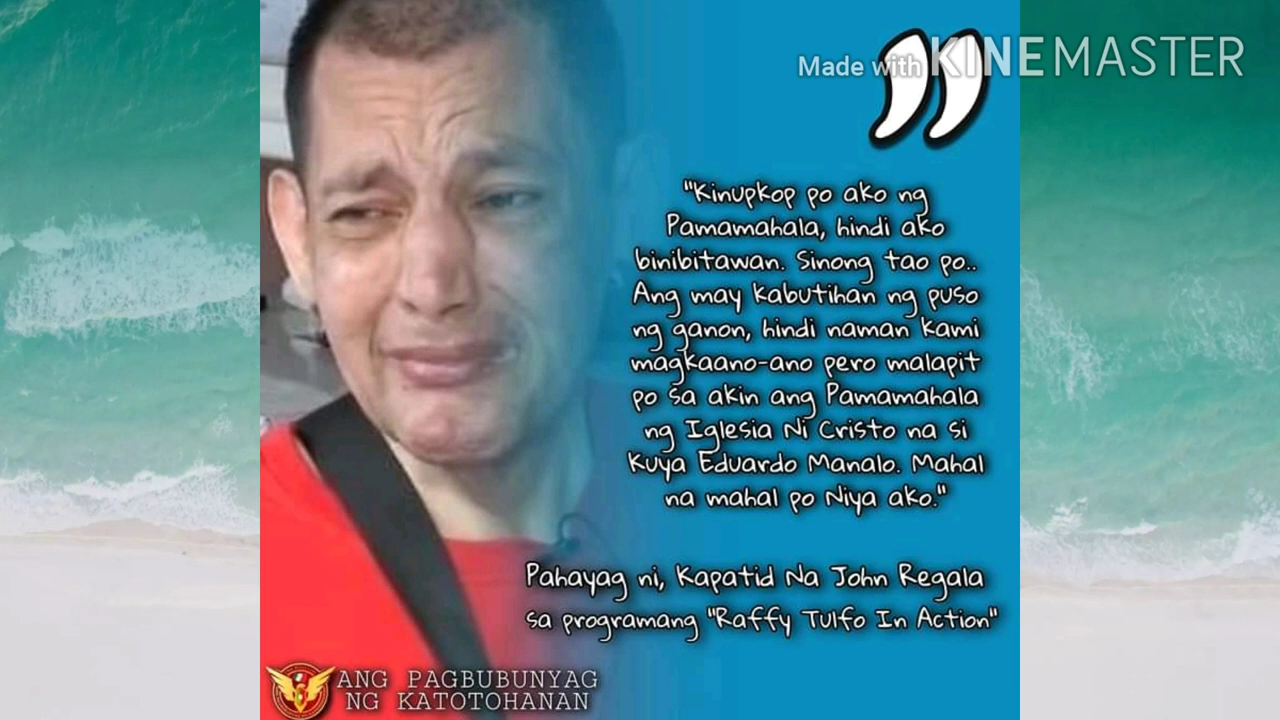 Made with KINEMASTER
"Kinupkop po ako ng
Pamamahala, hindi ako
binibitawan. Sinong tao po..
Ang may kabutihan ng puso
ng ganon, hindi naman kami
magkaano-ano pero malapit
po sa akin ang Pamamahala
ng Iglesia Ni Cristo na si
Kuya Eduardo Manalo. Mahal
na mahal po Niya ako."
Pahayag ni, Kapatid Na John Regala
sa programang "Raffy Tulfo In Action"
ANG PAGBUBUNYAG
NG KATOTOHANAN